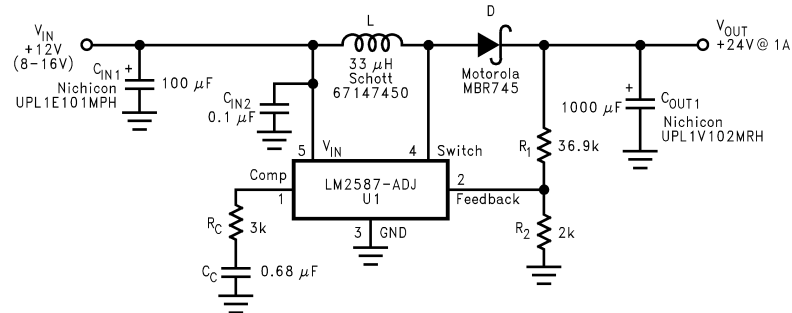 V_IN
+12V
(8–16V)
C_IN1 +
Nichicon
UPL1E101MPH
100 µF
C_IN2
0.1 µF
L
33 µH
Schott
67147450
D
Motorola
MBR745
V_OUT
+24V @ 1A
+
1000 µF
C_OUT1
Nichicon
UPL1V102MRH
R_1
36.9k
5
V_IN
4
Switch
Comp
1
LM2587-ADJ
U1
2
Feedback
3
GND
R_C
3k
C_C
0.68 µF
R_2
2k